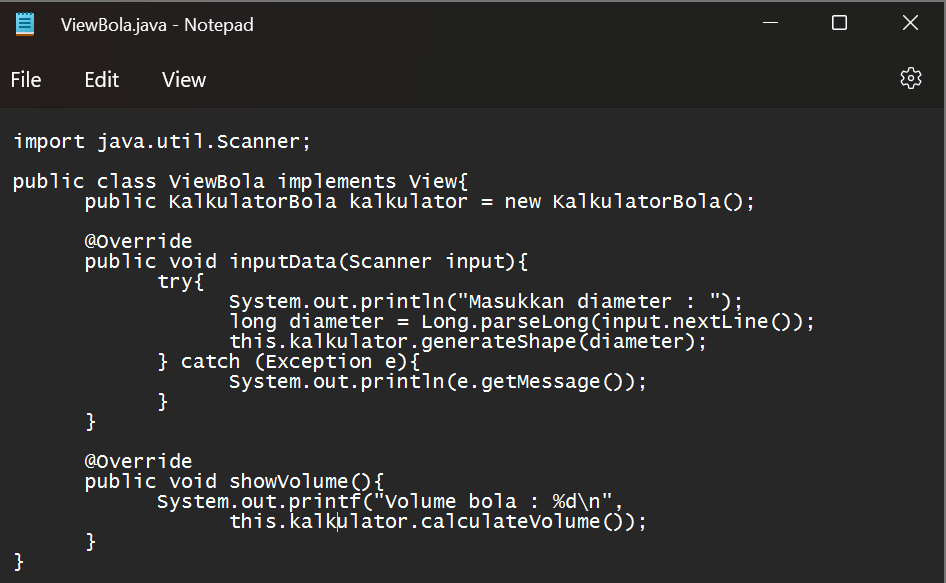 ViewBola.java - Notepad
File Edit View
import java.util.Scanner;
public class ViewBola implements View{
public KalkulatorBola kalkulator = new KalkulatorBola();
@Override
public void inputData(Scanner input){
try{
System.out.println("Masukkan diameter : ");
long diameter = Long.parseLong(input.nextLine());
this.kalkulator.generateShape(diameter);
} catch (Exception e){
System.out.println(e.getMessage());
}
}
@Override
public void showVolume(){
System.out.printf("Volume bola : %d\n",
this.kalkulator.calculateVolume());
}
}